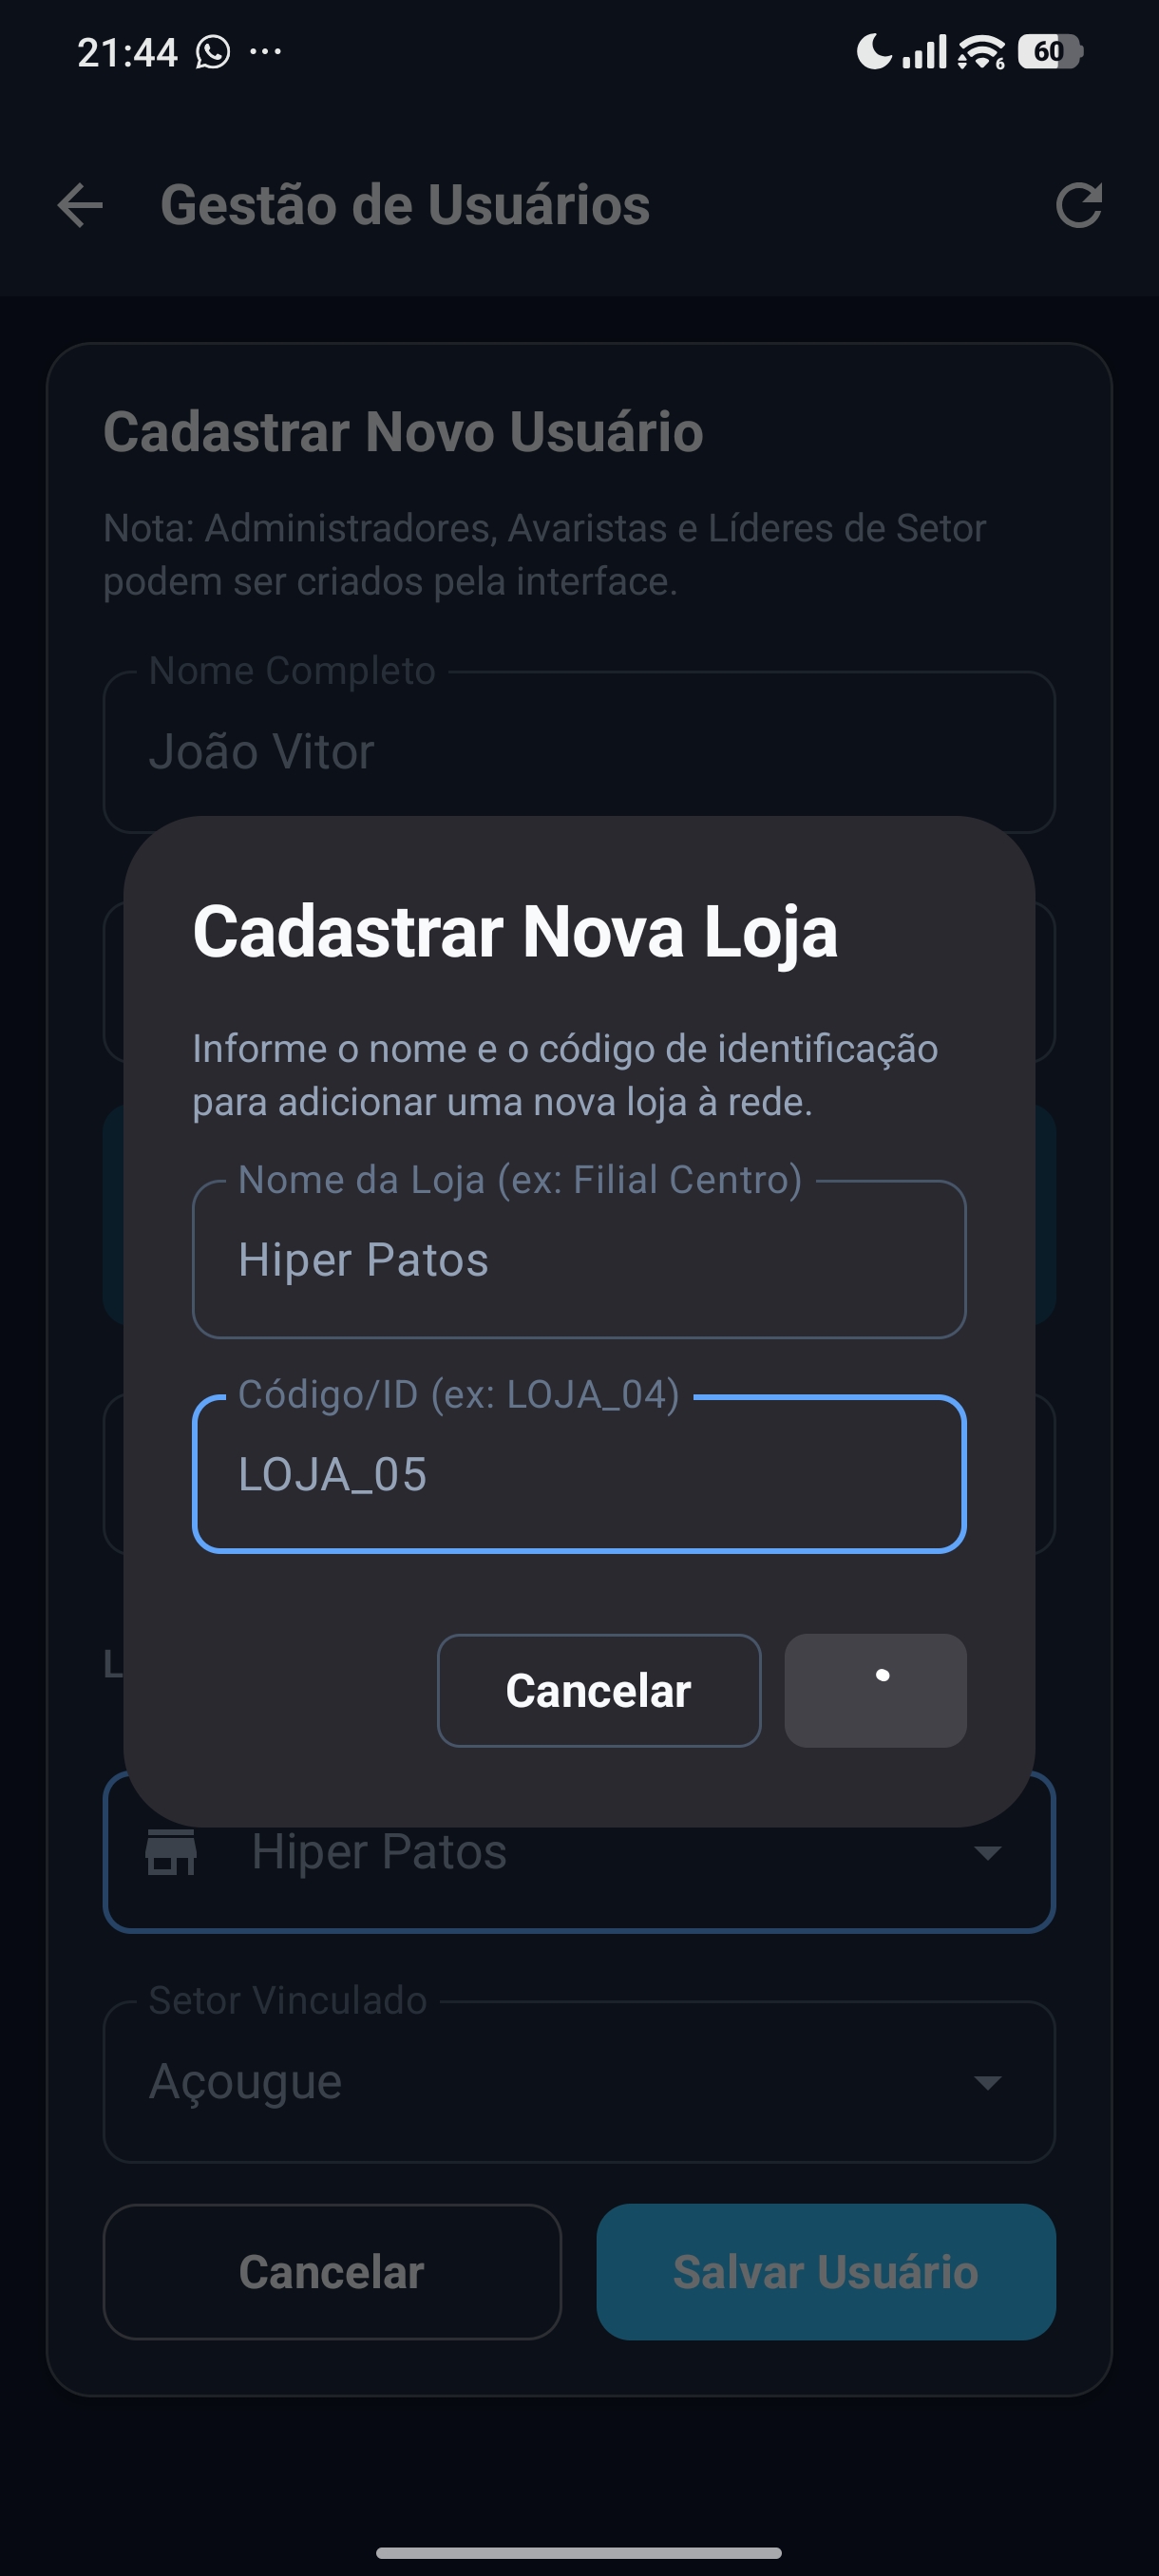 21:44
60
Gestão de Usuários
Cadastrar Novo Usuário
Nota: Administradores, Avaristas e Líderes de Setor
podem ser criados pela interface.
Nome Completo
João Vitor
Cadastrar Nova Loja
Informe o nome e o código de identificação
para adicionar uma nova loja à rede.
Nome da Loja (ex: Filial Centro)
Hiper Patos
Código/ID (ex: LOJA_04)
LOJA_05
Cancelar
Hiper Patos
Setor Vinculado
Açougue
Cancelar
Salvar Usuário